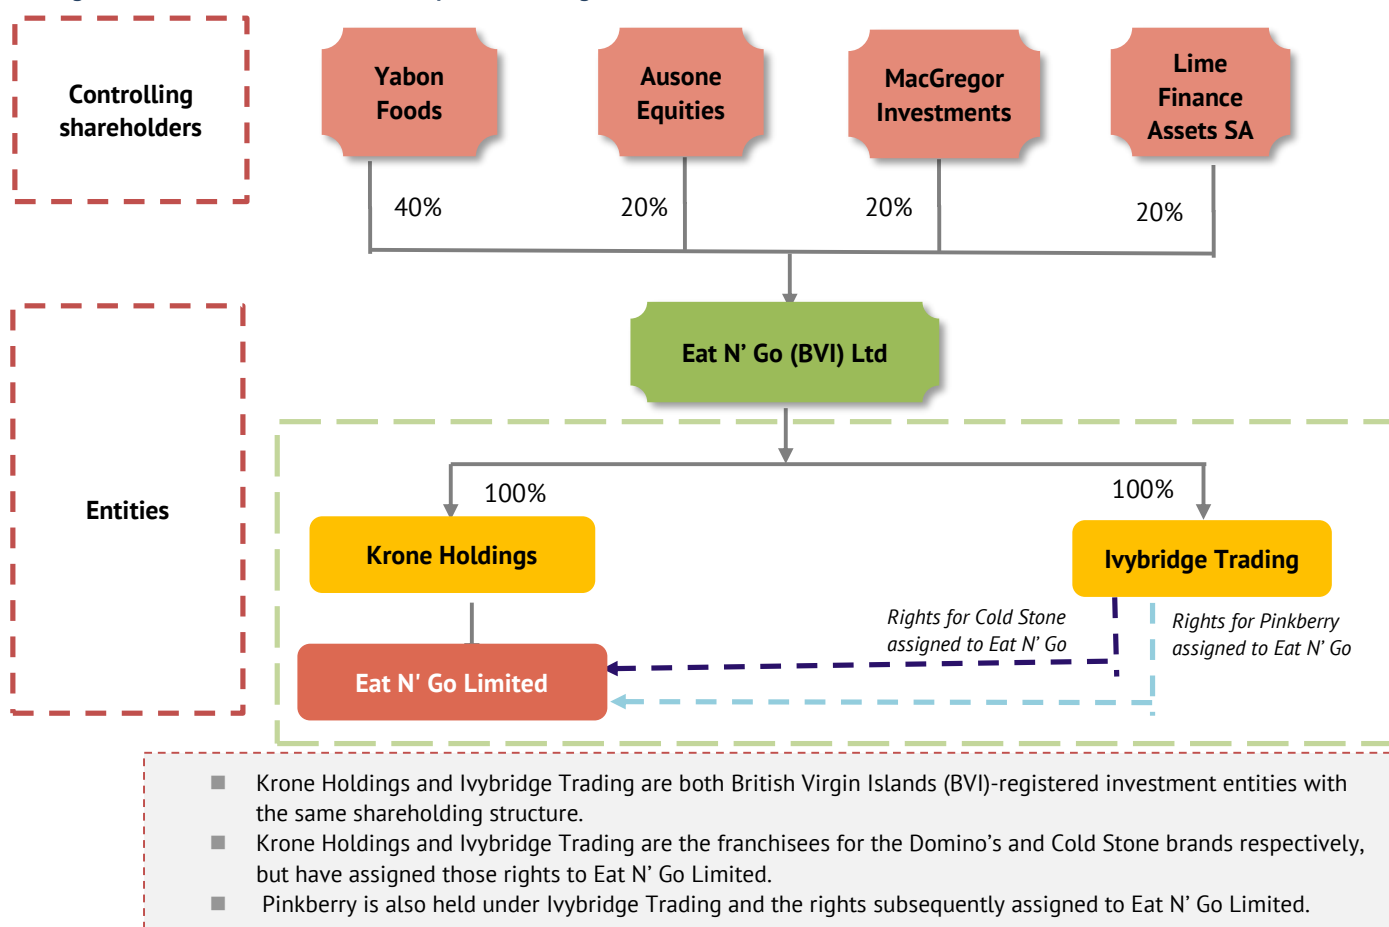 Controlling
shareholders
Yabon
Foods
Ausone
Equities
MacGregor
Investments
Lime
Finance
Assets SA
40%
20%
20%
20%
Eat N’ Go (BVI) Ltd
Entities
100%
100%
Krone Holdings
Ivybridge Trading
Rights for Cold Stone
assigned to Eat N’ Go
Rights for Pinkberry
assigned to Eat N’ Go
Eat N' Go Limited
Krone Holdings and Ivybridge Trading are both British Virgin Islands (BVI)-registered investment entities with
the same shareholding structure.
Krone Holdings and Ivybridge Trading are the franchisees for the Domino’s and Cold Stone brands respectively,
but have assigned those rights to Eat N’ Go Limited.
Pinkberry is also held under Ivybridge Trading and the rights subsequently assigned to Eat N’ Go Limited.